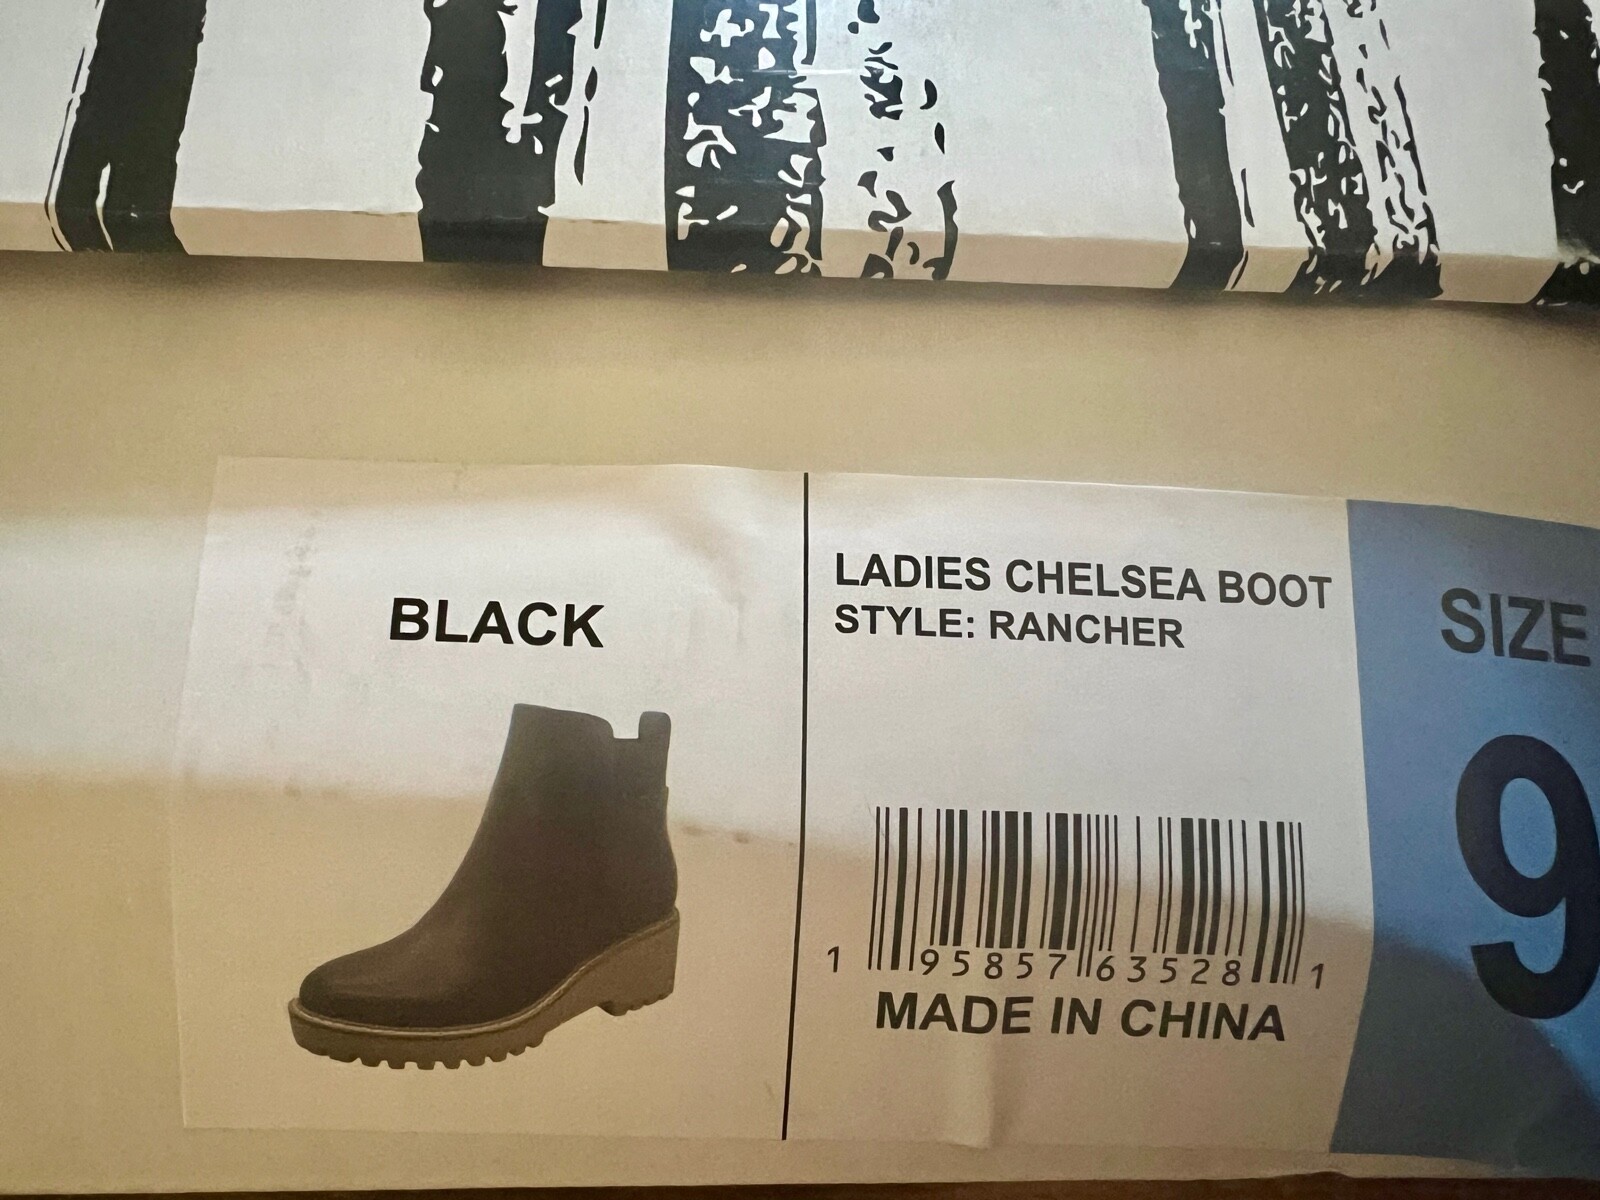 BLACK
LADIES CHELSEA BOOT
STYLE: RANCHER
1 95857 63528 1
MADE IN CHINA
SIZE
9